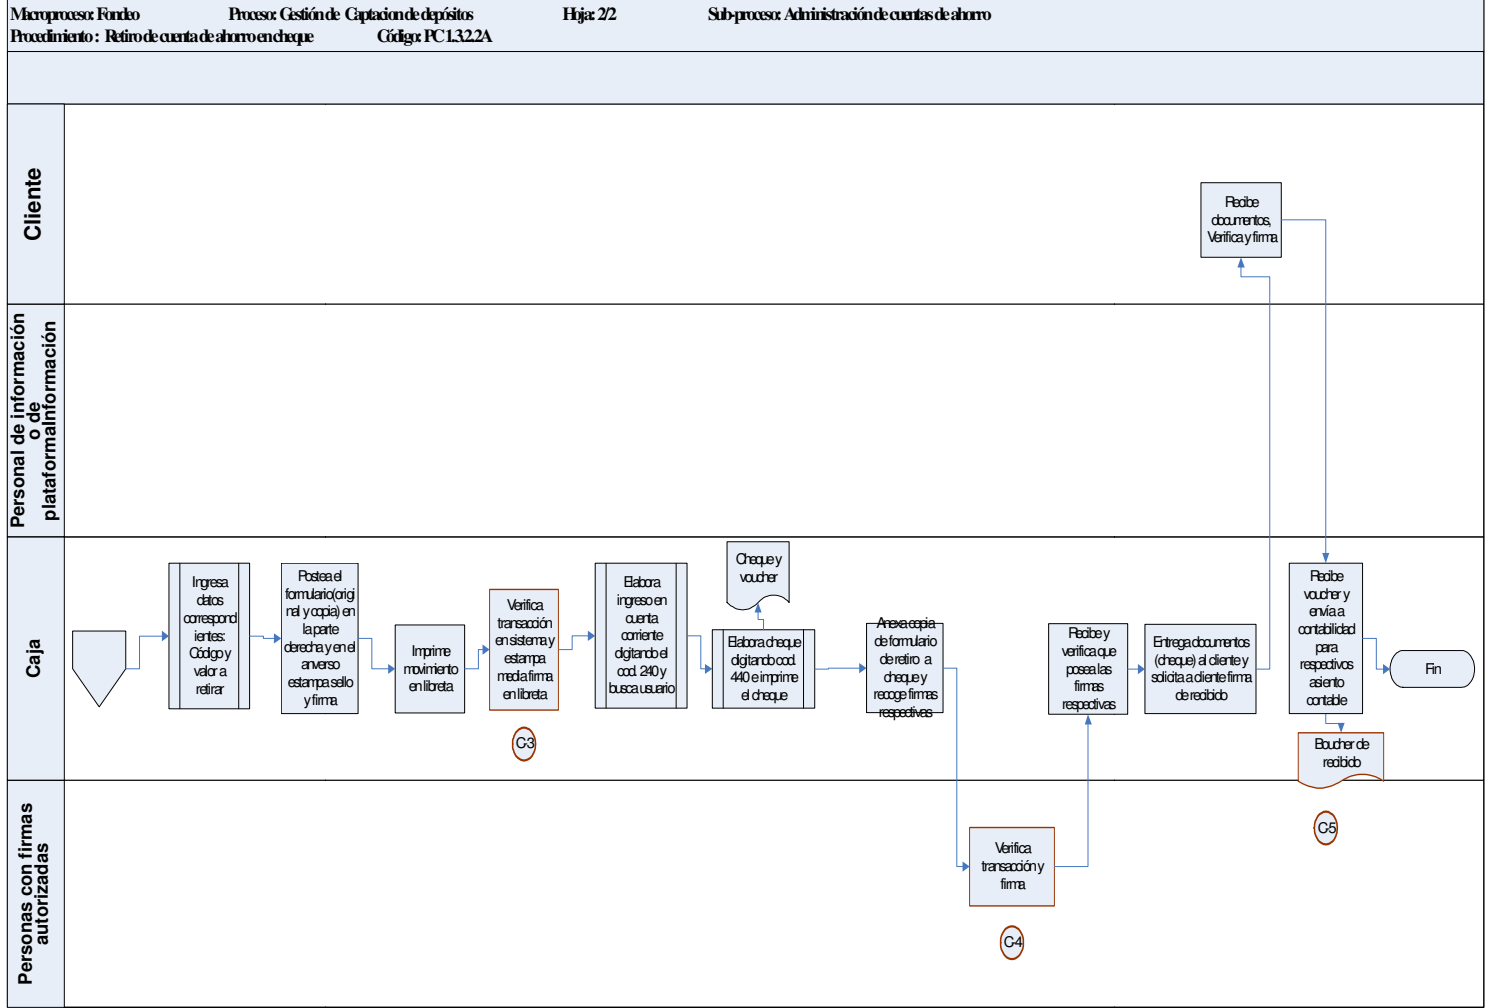 Macroproceso: Fondeo Proceso: Gestión de Captacion de depósitos Hoja: 2/2 Sub-proceso: Administración de cuentas de ahorro
Procedimiento : Retiro de cuenta de ahorro en cheque Código: PC1.3.2.2A
Cliente
Recibe
documentos,
Verifica y firma
Personal de información
o de
plataformaInformación
Caja
Ingresa
datos
correspond
ientes:
Código y
valor a
retirar
Postea el
formulario(origi
nal y copia) en
la parte
derecha y en el
anverso
estampa sello
y firma
Imprime
movimiento
en libreta
Verifica
transacción
en sistema y
estampa
media firma
en libreta
C-3
Elabora
ingreso en
cuenta
corriente
digitando el
cod. 240 y
busca usuario
Cheque y
voucher
Elabora cheque
digitando cod.
440 e imprime
el cheque
Anexa copia
de formulario
de retiro a
cheque y
recoge firmas
respectivas
Recibe y
verifica que
posea las
firmas
respectivas
Entrega documentos
(cheque) al cliente y
solicita a cliente firma
de recibido
Recibe
voucher y
envía a
contabilidad
para
respectivos
asiento
contable
Fin
Boucher de
recibido
C-5
Personas con firmas
autorizadas
Verifica
transacción y
firma
C-4